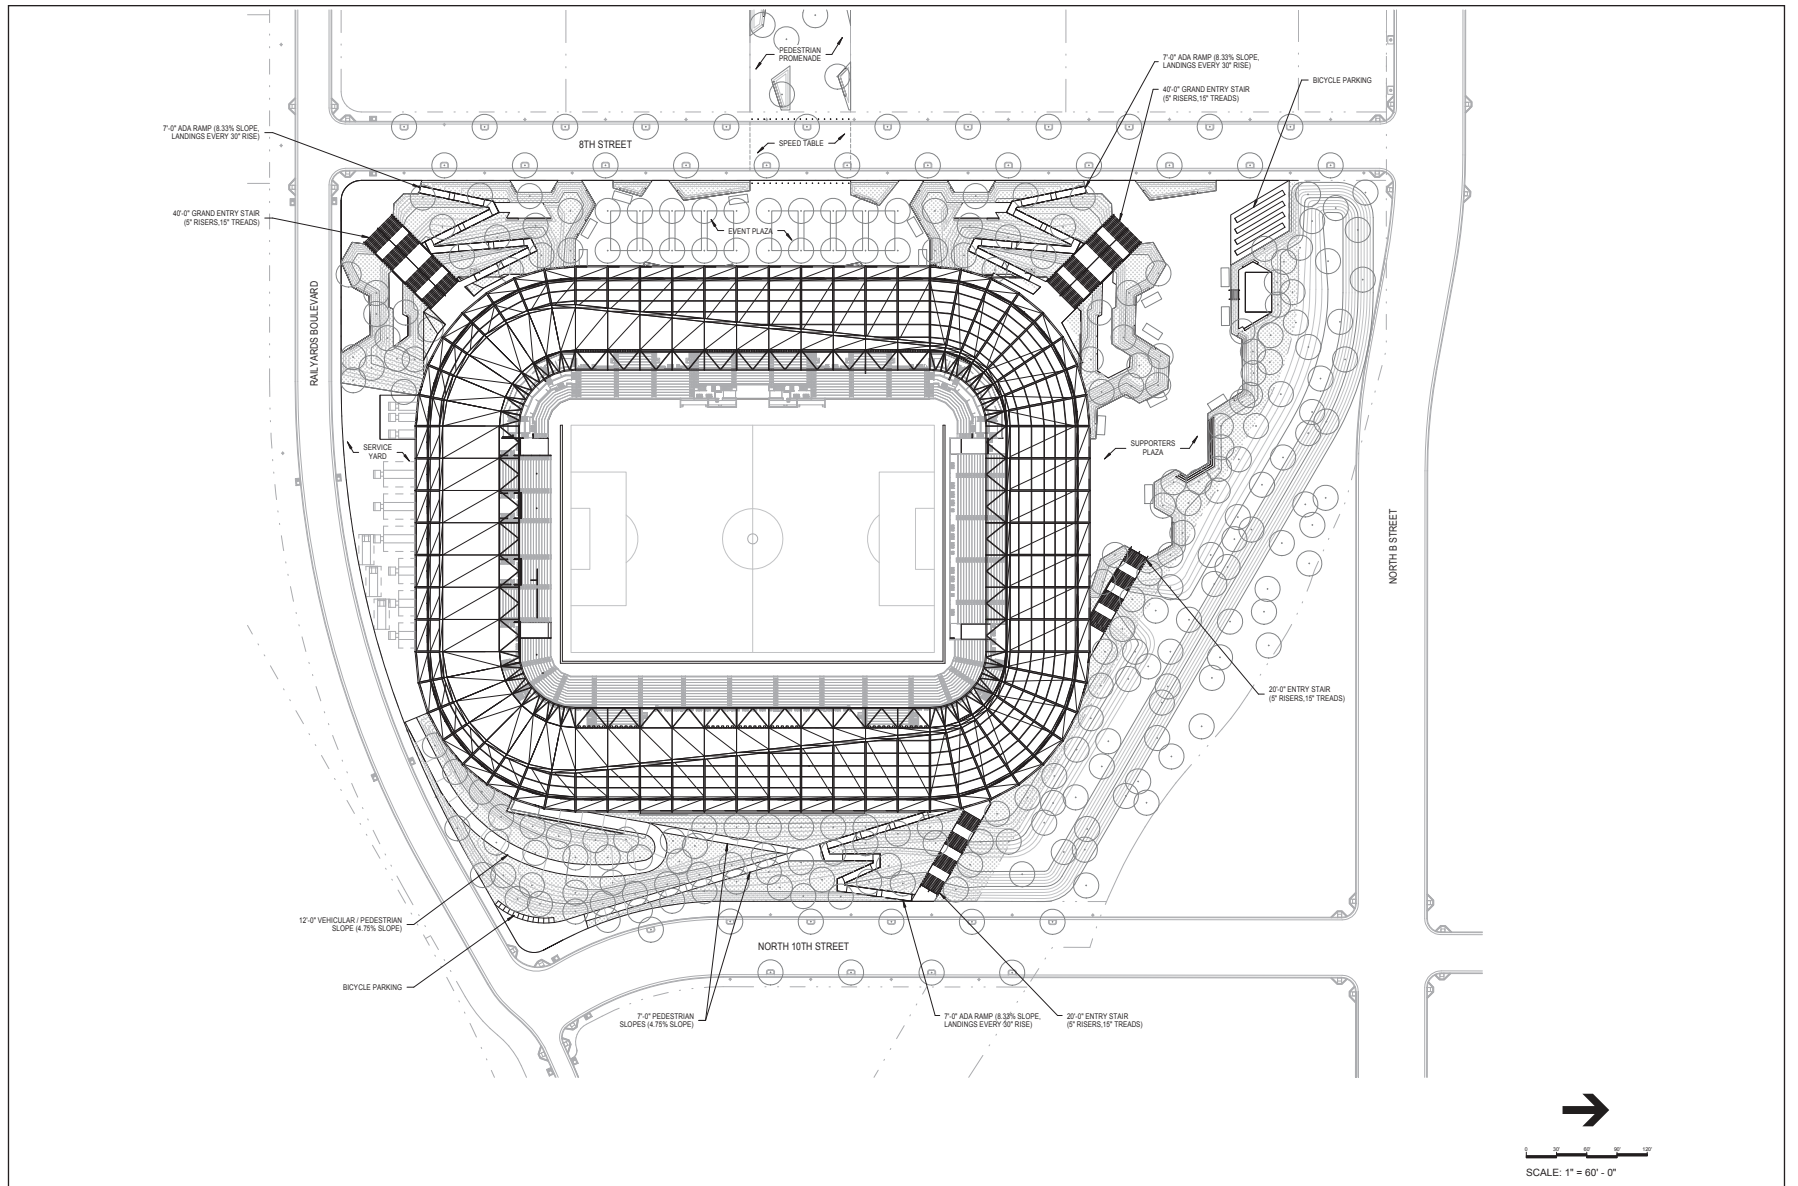 PEDESTRIAN
PROMENADE
7'-0" ADA RAMP (8.33% SLOPE,
LANDINGS EVERY 30" RISE)
BICYCLE PARKING
40'-0" GRAND ENTRY STAIR
(5" RISERS,15" TREADS)
7'-0" ADA RAMP (8.33% SLOPE,
LANDINGS EVERY 30" RISE)
8TH STREET
SPEED TABLE
40'-0" GRAND ENTRY STAIR
(5" RISERS,15" TREADS)
EVENT PLAZA
RAILYARDS BOULEVARD
SERVICE
YARD
SUPPORTERS
PLAZA
NORTH B STREET
20'-0" ENTRY STAIR
(5" RISERS,15" TREADS)
12'-0" VEHICULAR / PEDESTRIAN
SLOPE (4.75% SLOPE)
NORTH 10TH STREET
BICYCLE PARKING
7'-0" PEDESTRIAN
SLOPES (4.75% SLOPE)
7'-0" ADA RAMP (8.33% SLOPE,
LANDINGS EVERY 30" RISE)
20'-0" ENTRY STAIR
(5" RISERS,15" TREADS)
0 30' 60' 90' 120'
SCALE: 1" = 60' - 0"